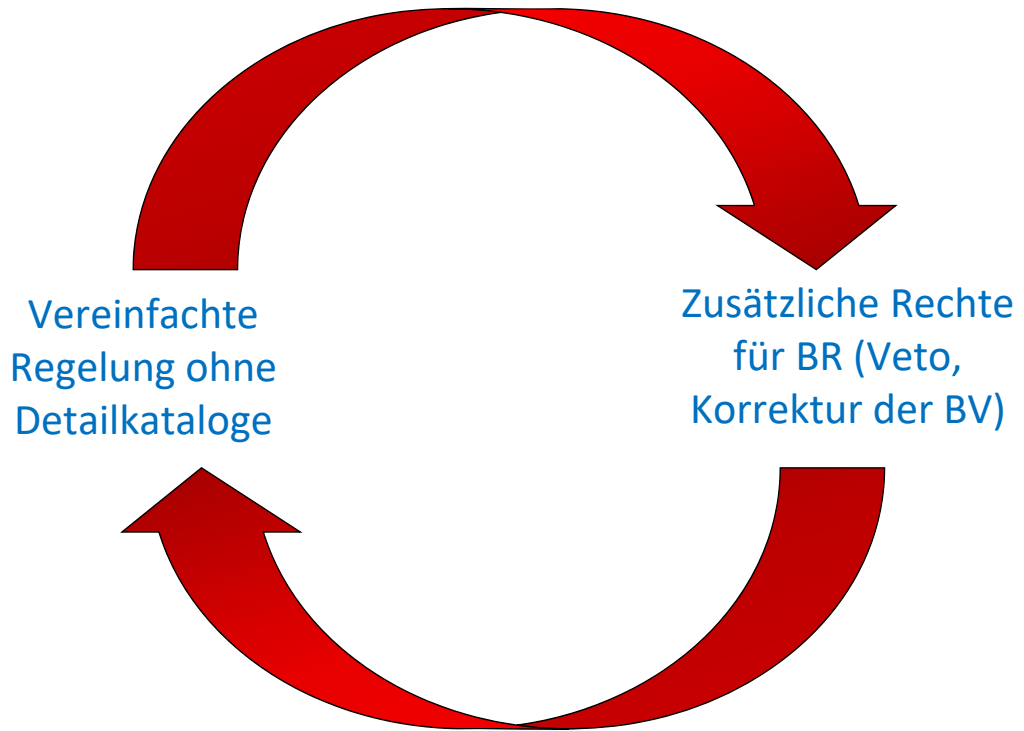 Vereinfachte
Regelung ohne
Detailkataloge
Zusätzliche Rechte
für BR (Veto,
Korrektur der BV)